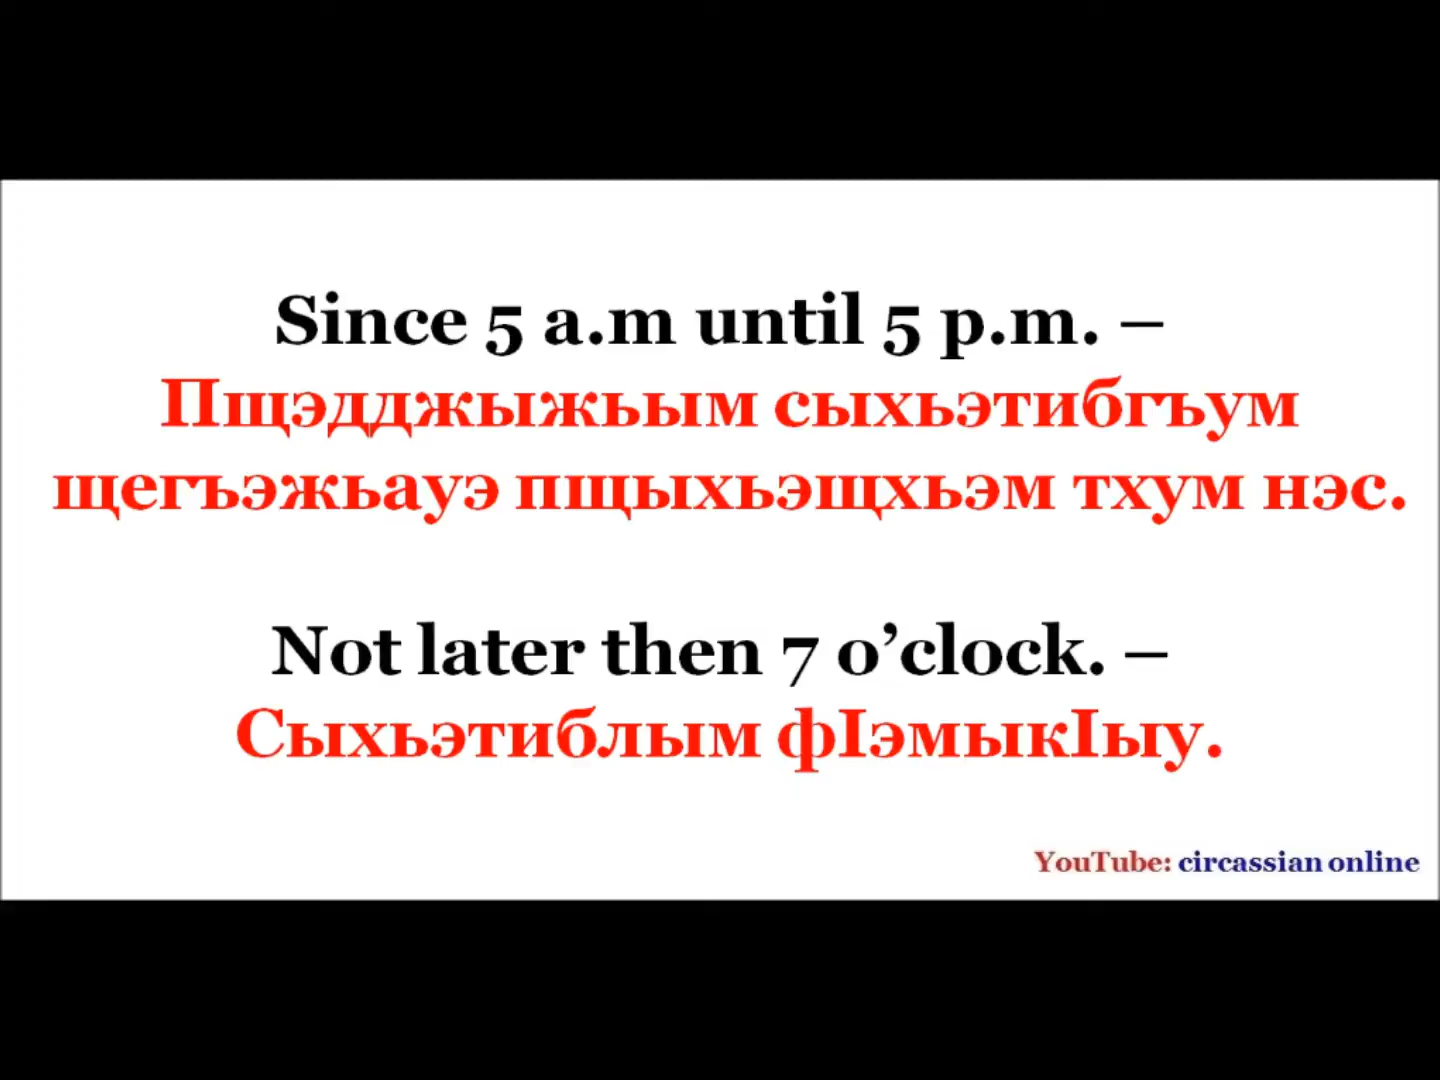 Since 5 a.m until 5 p.m. –
Пщэдджыжьым сыхьэтибгъум
щегъэжьауэ пщыхьэщхьэм тхум нэс.
Not later then 7 o’clock. –
Сыхьэтиблым фIэмыкIыу.
YouTube: circassian online